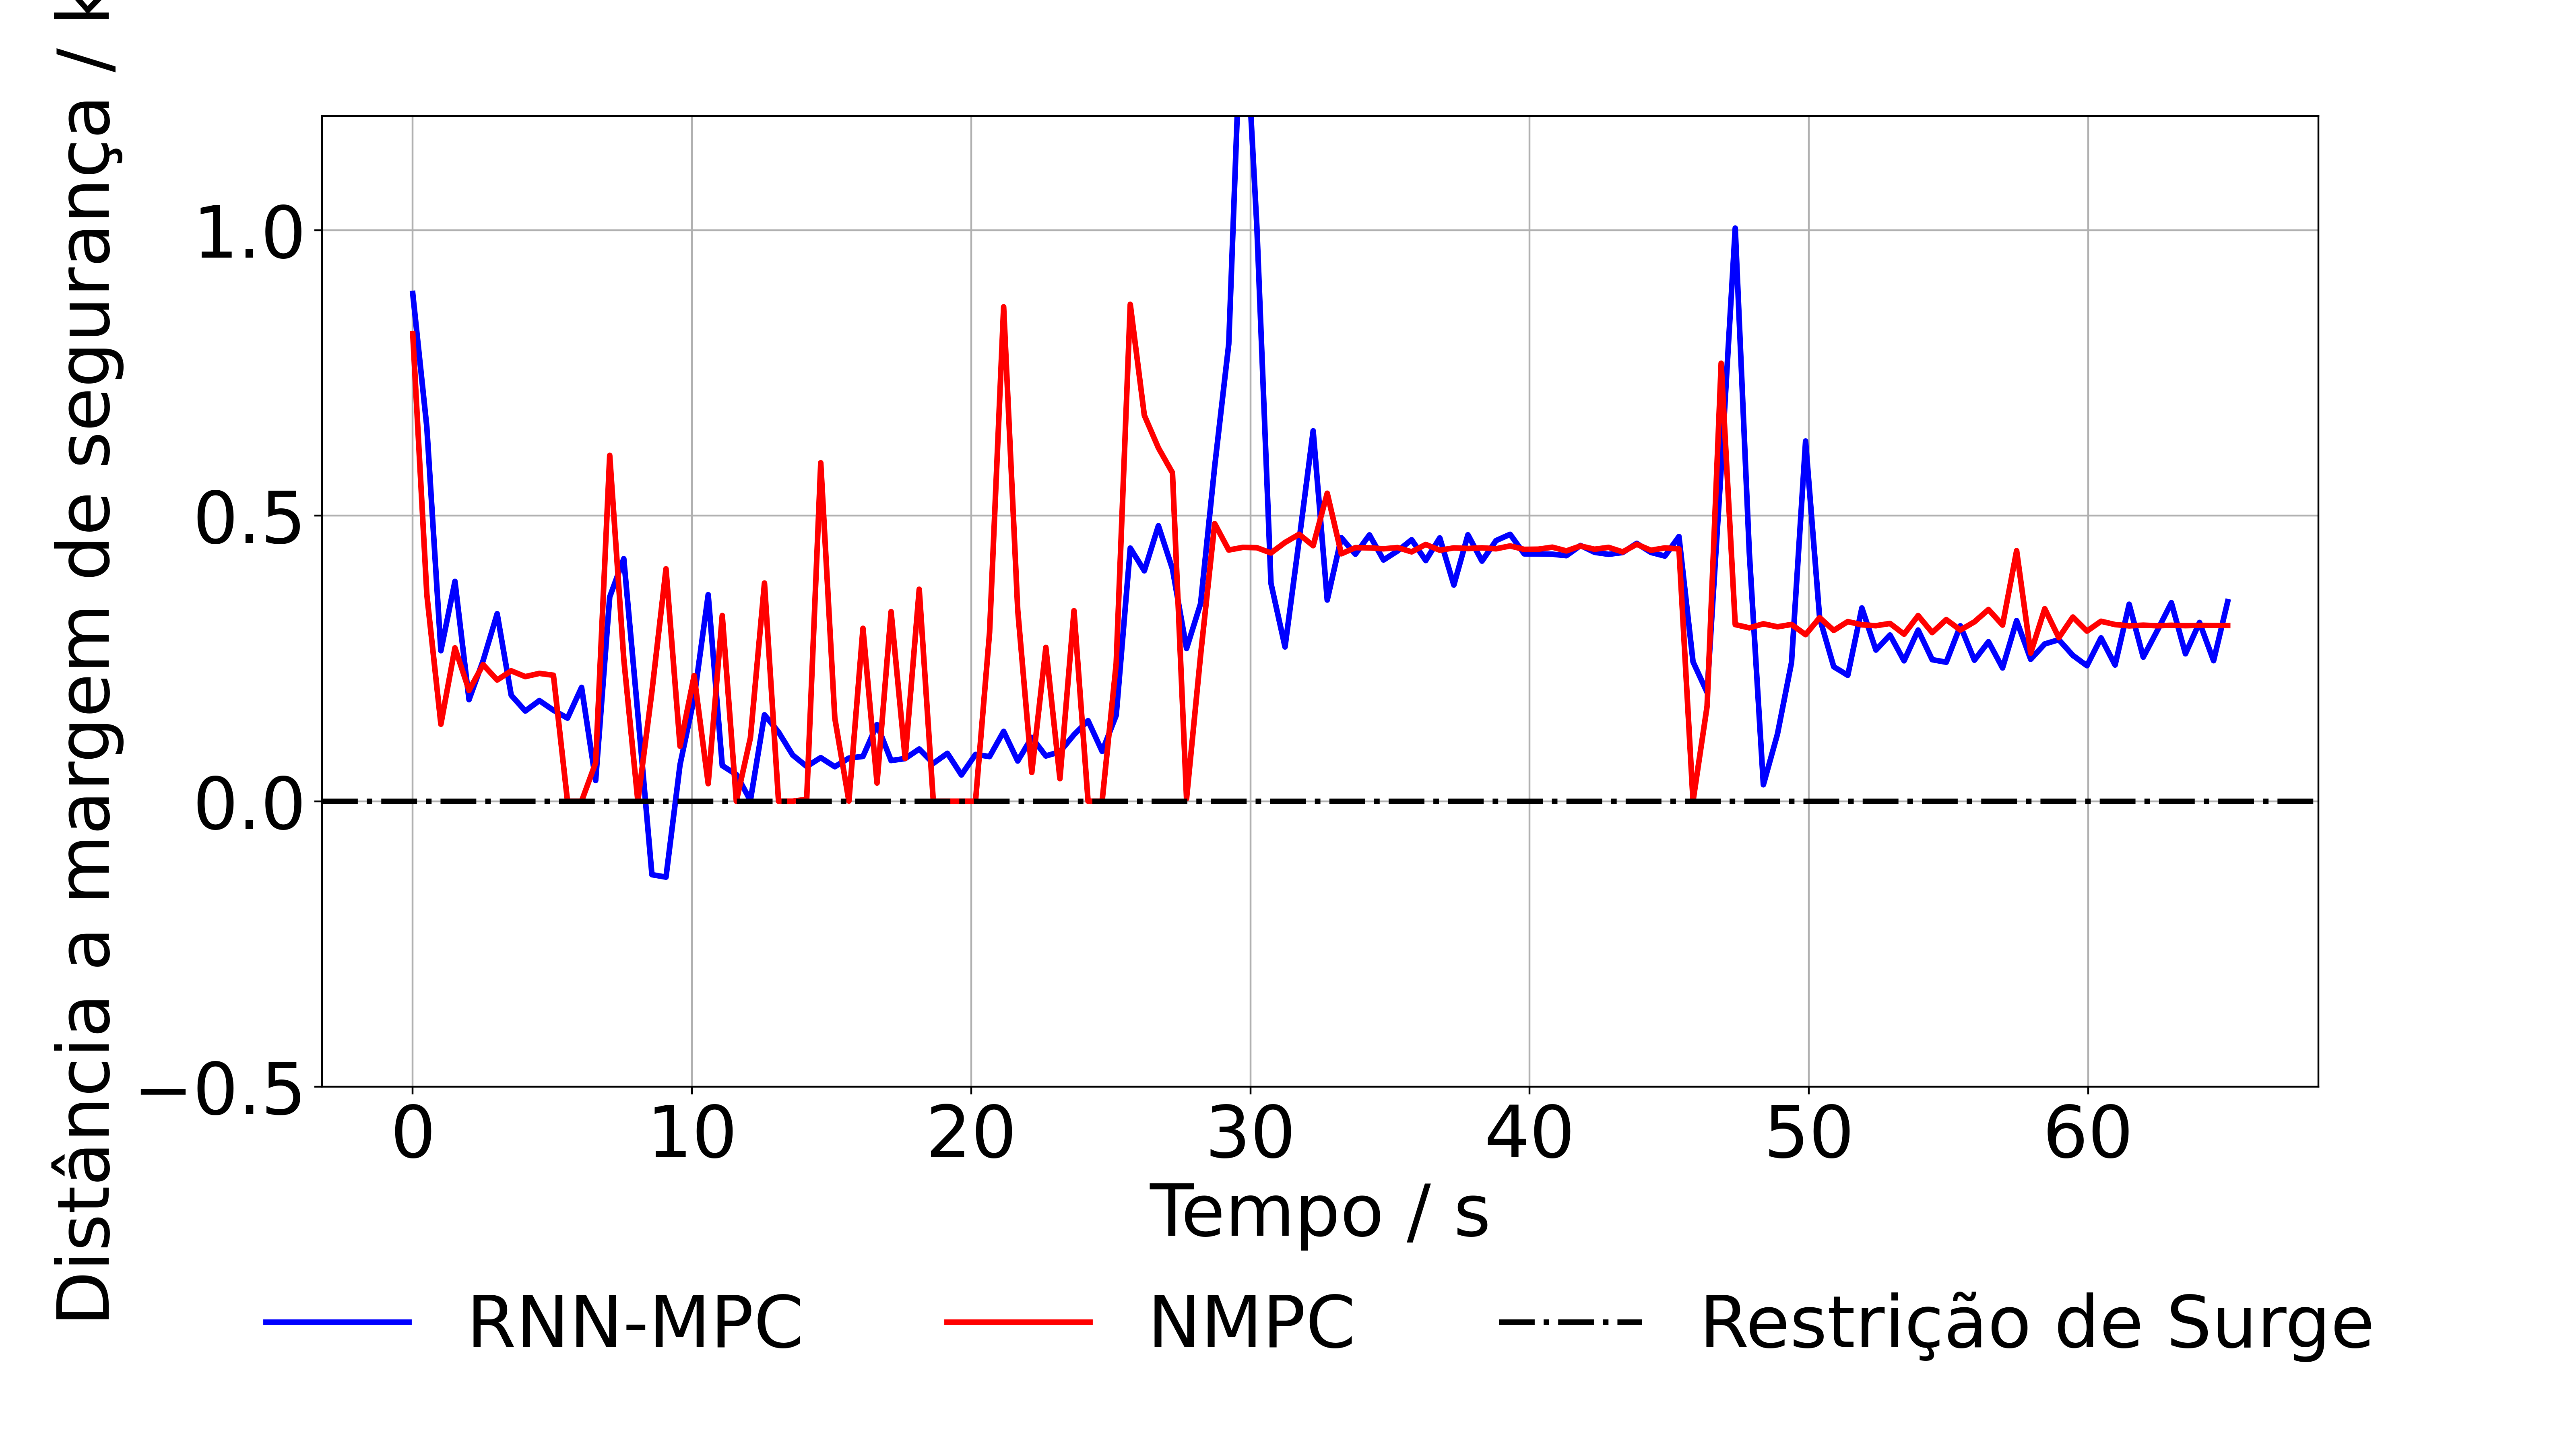 Distância a margem de segurança /
1.0
0.5
0.0
−0.5
0 10 20 30 40 50 60
Tempo / s
RNN-MPC NMPC Restrição de Surge